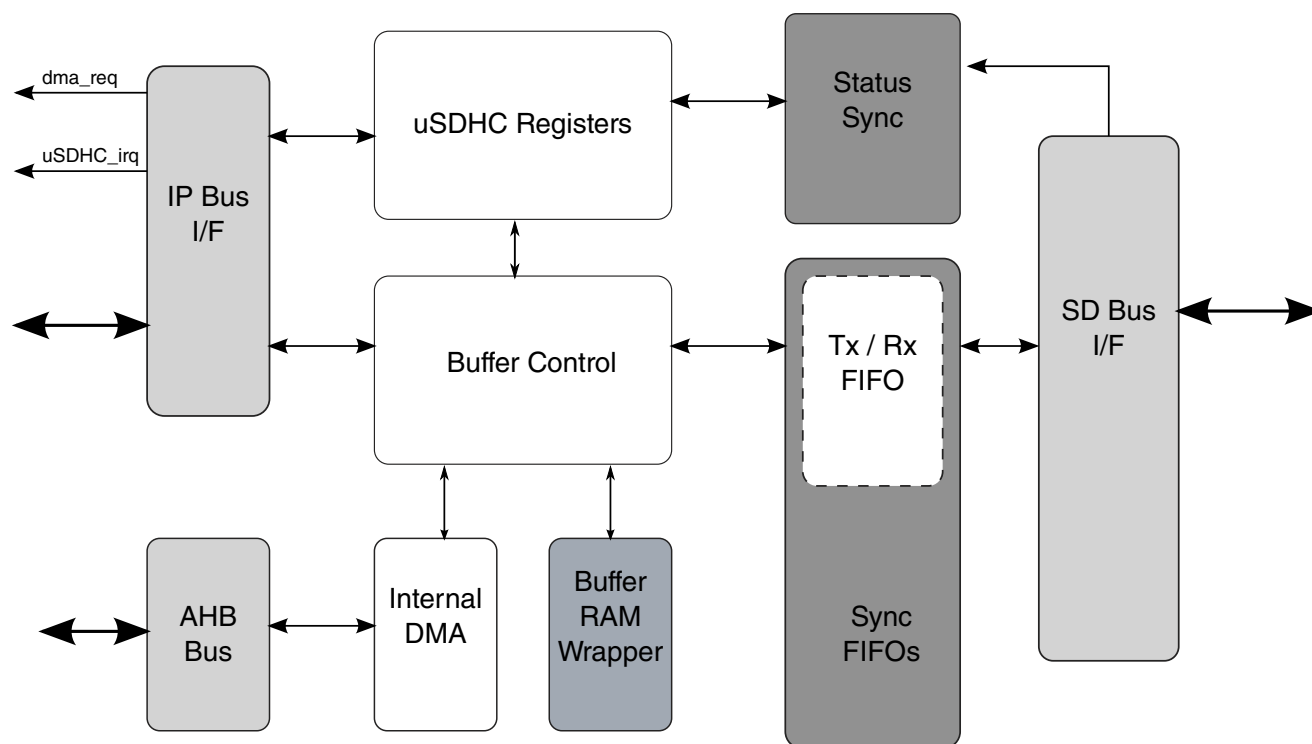 dma_req
uSDHC_irq
IP Bus
I/F
uSDHC Registers
Status
Sync
Buffer Control
Tx / Rx
FIFO
SD Bus
I/F
AHB
Bus
Internal
DMA
Buffer
RAM
Wrapper
Sync
FIFOs